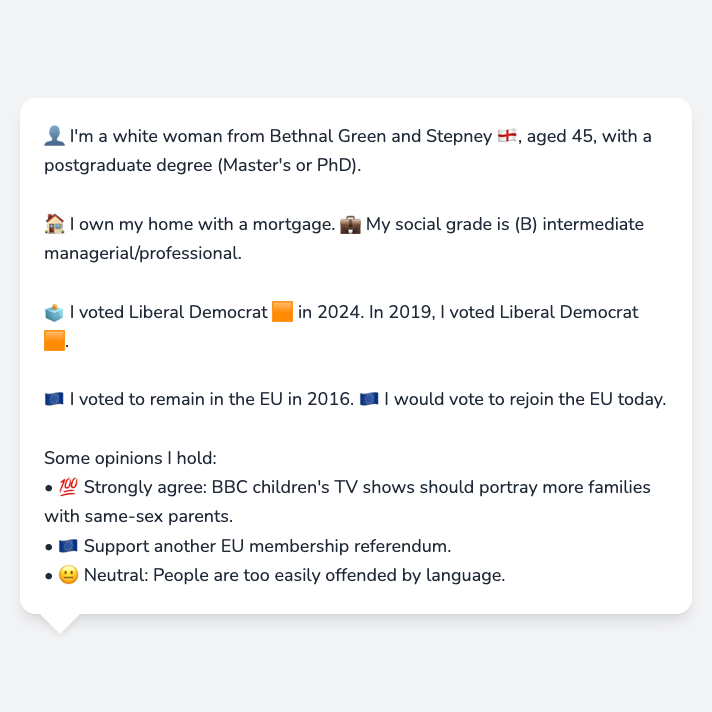 👤 I'm a white woman from Bethnal Green and Stepney 🏴󠁧󠁢󠁥󠁮󠁧󠁿, aged 45, with a
postgraduate degree (Master's or PhD).
🏠 I own my home with a mortgage. 💼 My social grade is (B) intermediate
managerial/professional.
🗳️ I voted Liberal Democrat 🟧 in 2024. In 2019, I voted Liberal Democrat
🟧.
🇪🇺 I voted to remain in the EU in 2016. 🇪🇺 I would vote to rejoin the EU today.
Some opinions I hold:
• 💯 Strongly agree: BBC children's TV shows should portray more families
with same-sex parents.
• 🇪🇺 Support another EU membership referendum.
• 😐 Neutral: People are too easily offended by language.